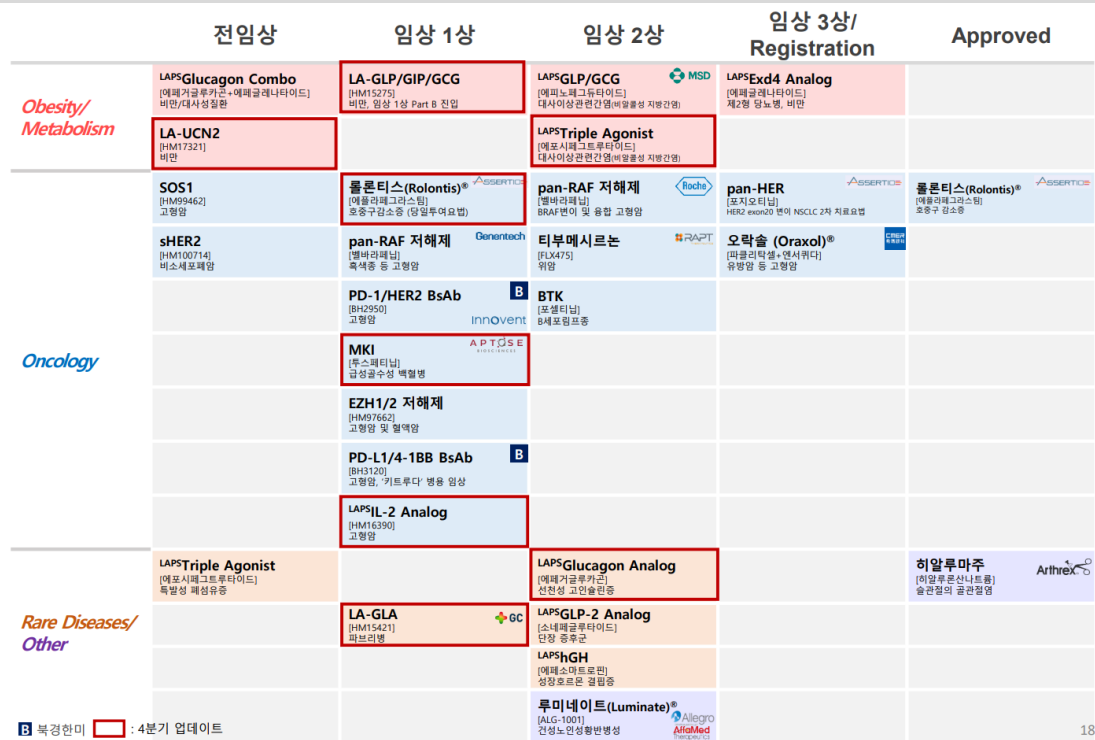 전임상
임상 1상
임상 2상
임상 3상/
Registration
Approved
Obesity/
Metabolism
LAPSGlucagon Combo
[에페거글루카곤+에페글레나타이드]
비만/대사성질환
LA-GLP/GIP/GCG
[HM15275]
비만, 임상 1상 Part B 진입
LAPSGLP/GCG
MSD
[에피노페그듀타이드]
대사이상관련간염(비알콜성 지방간염)
LAPSExd4 Analog
[에페글레나타이드]
제2형 당뇨병, 비만
LA-UCN2
[HM17321]
비만
LAPSTriple Agonist
[에포시페그트루타이드]
대사이상관련간염(비알콜성 지방간염)
Oncology
SOS1
[HM99462]
고형암
롤론티스(Rolontis)®
ASSERTIO
[에플라페그라스팀]
호중구감소증 (당일투여요법)
pan-RAF 저해제
Roche
[벨바라페닙]
BRAF변이 및 융합 고형암
pan-HER
ASSERTIO
[포지오티닙]
HER2 exon20 변이 NSCLC 2차 치료요법
롤론티스(Rolontis)®
ASSERTIO
[에플라페그라스팀]
호중구 감소증
sHER2
[HM100714]
비소세포폐암
pan-RAF 저해제
Genentech
[벨바라페닙]
흑색종 등 고형암
티부메시르논
RAPT
[FLX475]
위암
오락솔 (Oraxol)®
[파클리탁셀+엔서퀴다]
유방암 등 고형암
PD-1/HER2 BsAb
B
[BH2950]
고형암
Innovent
BTK
[포셀티닙]
B세포림프종
MKI
APTOSE
BIOSCIENCES
[투스페티닙]
급성골수성 백혈병
EZH1/2 저해제
[HM97662]
고형암 및 혈액암
PD-L1/4-1BB BsAb
B
[BH3120]
고형암, '키트루다' 병용 임상
LAPSIL-2 Analog
[HM16390]
고형암
Rare Diseases/
Other
LAPSTriple Agonist
[에포시페그트루타이드]
특발성 폐섬유증
LAPSGlucagon Analog
[에페거글루카곤]
선천성 고인슐린증
히알루마주
Arthrex
[히알루론산나트륨]
슬관절의 골관절염
LA-GLA
GC
[HM15421]
파브리병
LAPSGLP-2 Analog
[소네페글루타이드]
단장 증후군
LAPShGH
[에페소마트로핀]
성장호르몬 결핍증
루미네이트(Luminate)®
[ALG-1001]
건성노인성황반변성
Allegro
AffaMed
Therapeutics
B 북경한미
: 4분기 업데이트
18